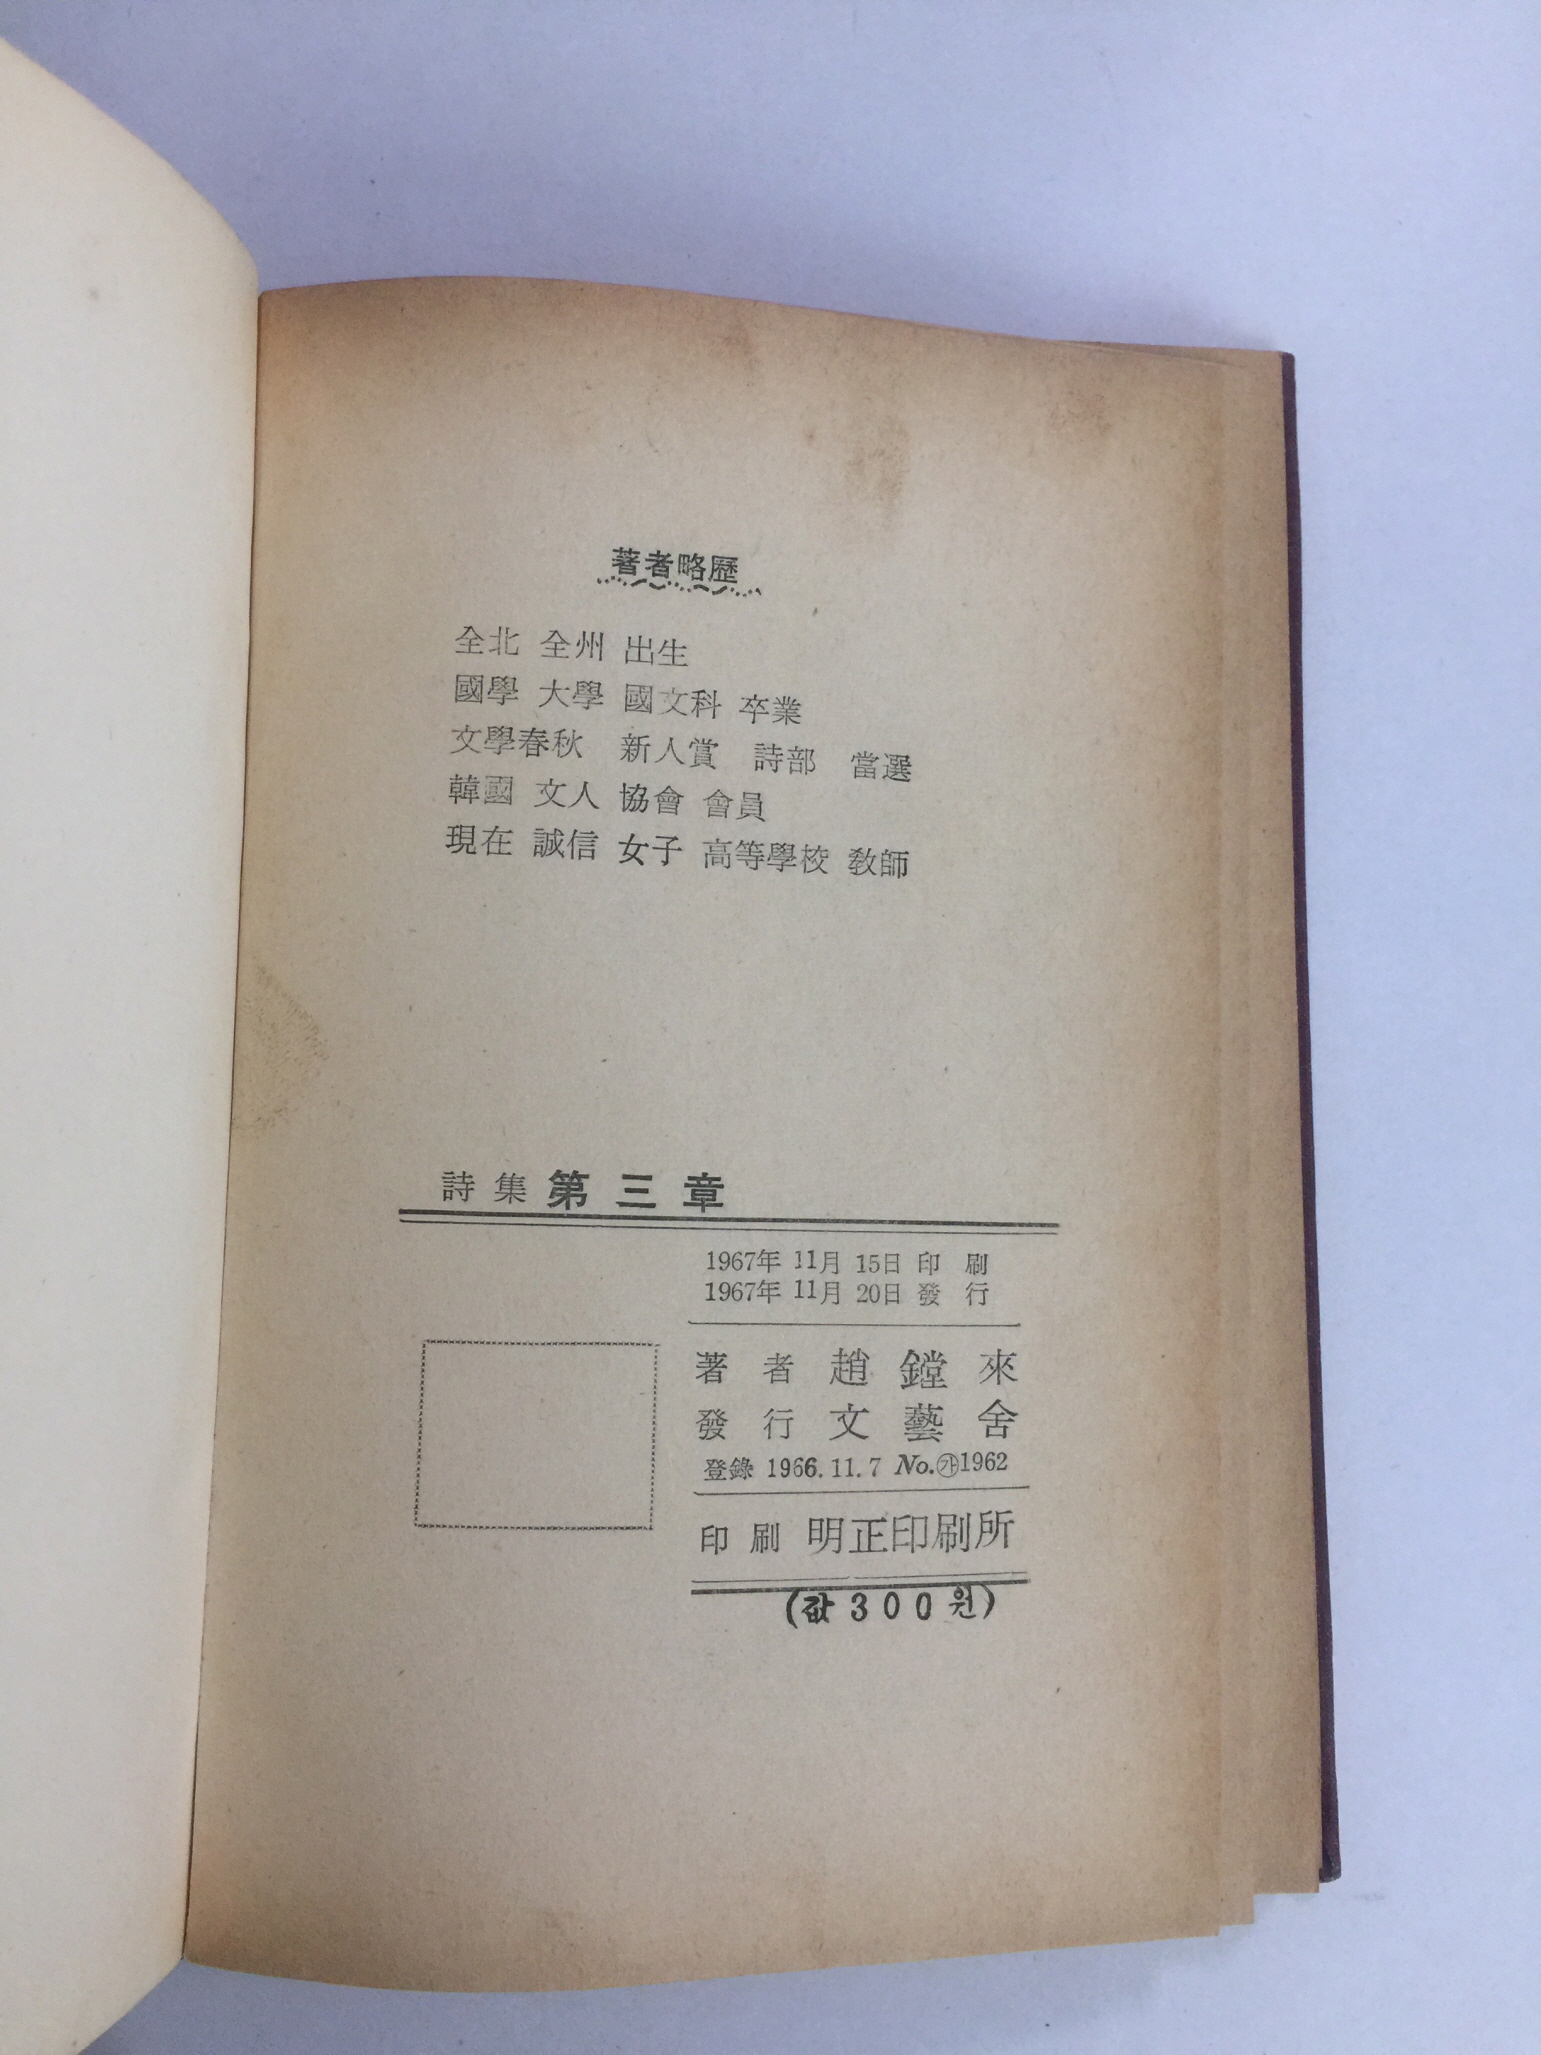 著者略歷
全北 全州 出生
國學 大學 國文科 卒業
文學春秋 新人賞 詩部 當選
韓國 文人 協會 會員
現在 誠信 女子 高等學校 敎師
詩集 第三章
1967年 11月 15日 印刷
1967年 11月 20日 發行
著者 趙鏜來
發行 文藝舍
登錄 1966.11.7 No.㉮1962
印刷 明正印刷所
(값 300원)